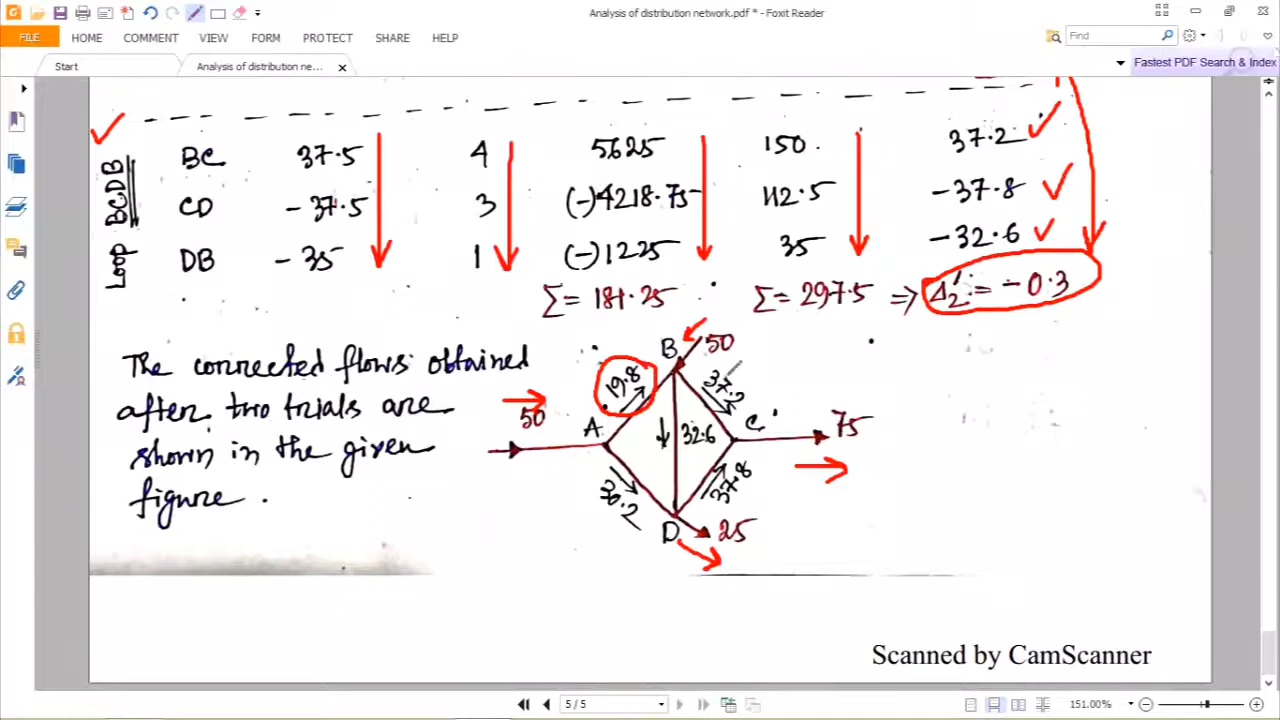 Analysis of distribution network.pdf * - Foxit Reader
FILE HOME COMMENT VIEW FORM PROTECT SHARE HELP
Find
Start
Analysis of distribution ne...
Fastest PDF Search & Index
Loop BCDB
BC 37.5 4 5625 150. 37.2
CD - 37.5 3 (-)4218.75 112.5 -37.8
DB - 35 1 (-)1225 35 -32.6
Σ= 181.25 Σ= 297.5 => Δ₂' = - 0.3
The connected flows obtained
after two trials are
shown in the given
figure.
B 50
19.8
37.2
50
A
32.6
C
75
30.2
37.8
D 25
Scanned by CamScanner
5 / 5
151.00%